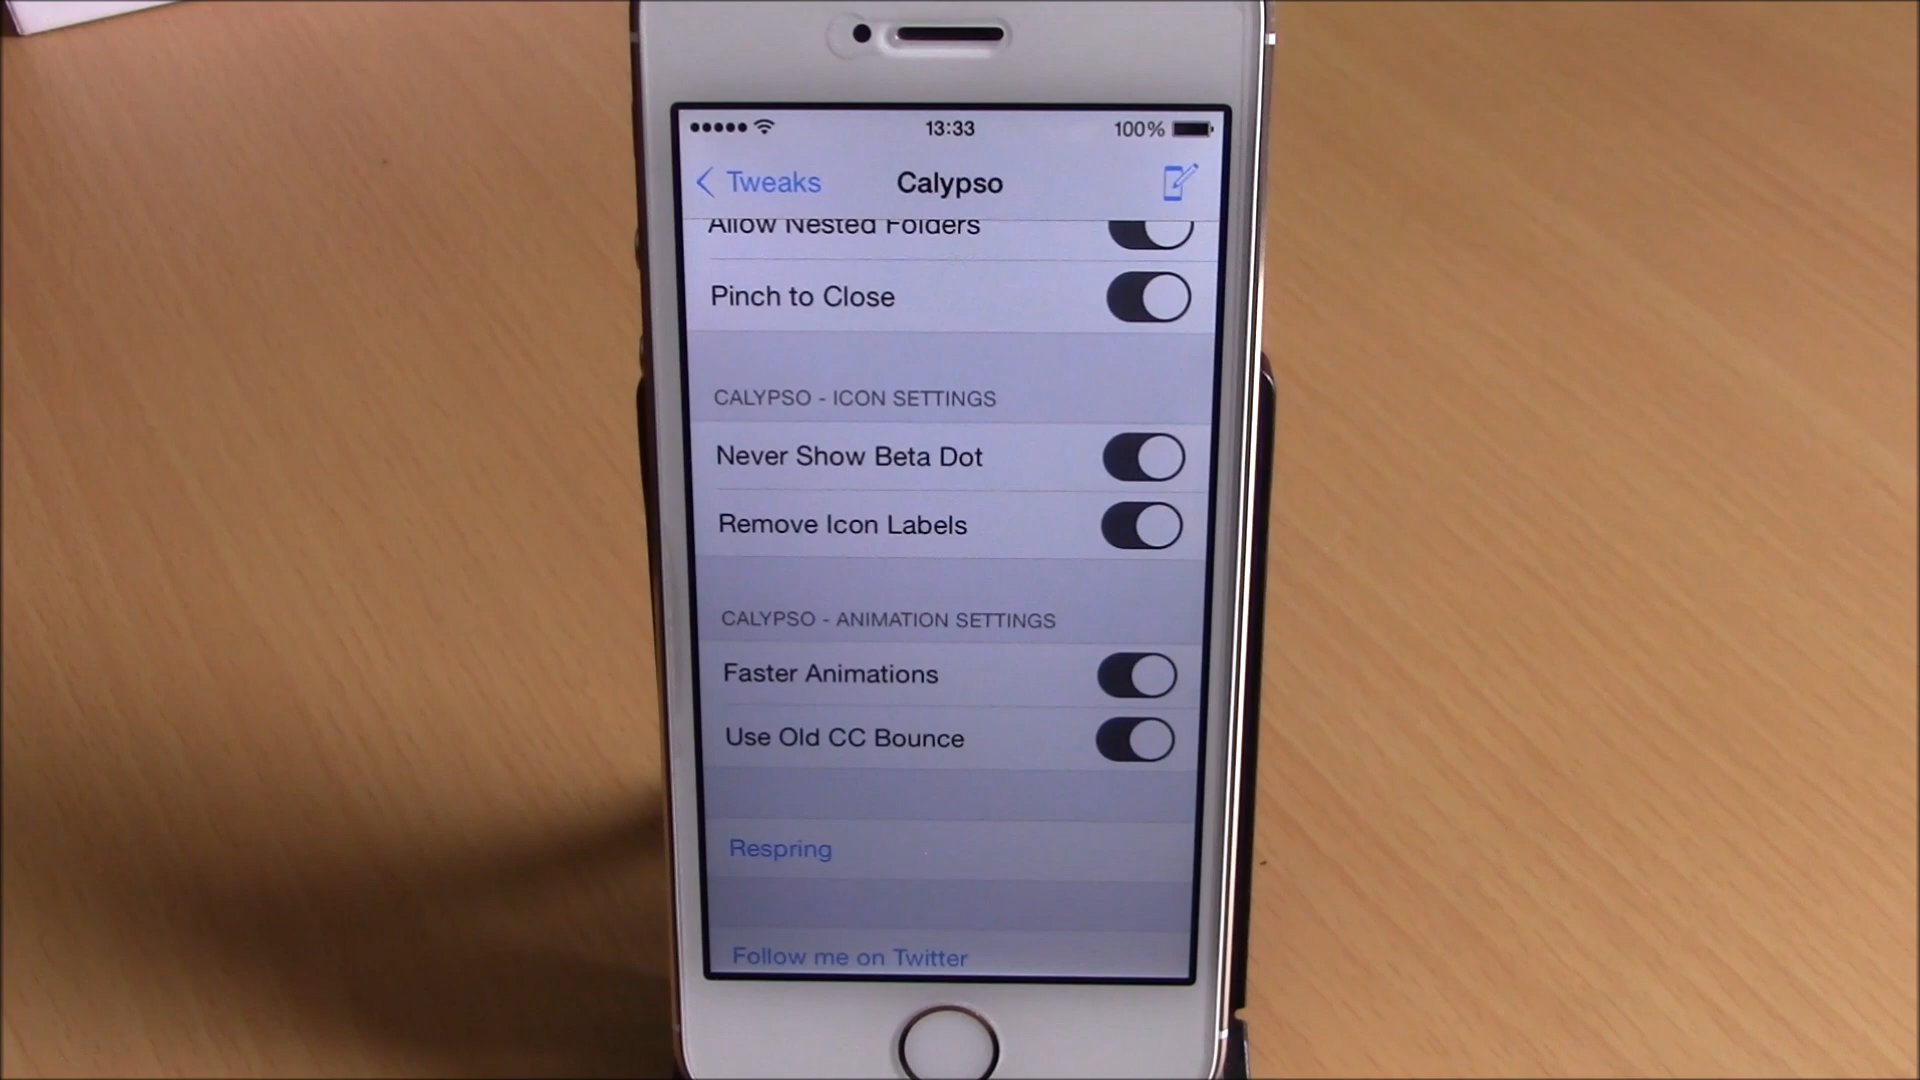 13:33
100%
Tweaks
Calypso
Allow Nested Folders
Pinch to Close
CALYPSO - ICON SETTINGS
Never Show Beta Dot
Remove Icon Labels
CALYPSO - ANIMATION SETTINGS
Faster Animations
Use Old CC Bounce
Respring
Follow me on Twitter